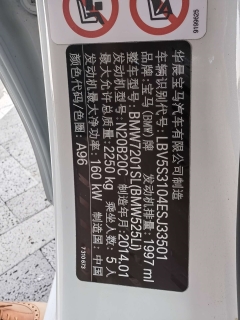 华晨宝马汽车有限公司制造
车辆识别代号：LBV5S3104ESJ33501
品牌：宝马(BMW)牌 发动机排量：1997 ml
整车型号：BMW7201SL(BMW525Li)
最大允许总质量：2250 kg 乘坐人数：5人
发动机型号：N20B20C 制造年月：2014.01
发动机最大净功率：160 kW 制造国：中国
颜色代码/色圈：A96
7310673